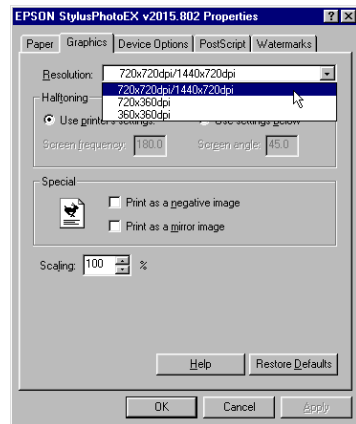 EPSON StylusPhotoEX v2015.802 Properties
Paper Graphics Device Options PostScript Watermarks
Resolution: 720x720dpi/1440x720dpi
720x720dpi/1440x720dpi
720x360dpi
360x360dpi
Halftoning
Use printer's settings. Use settings below
Screen frequency: 180.0 Screen angle: 45.0
Special
Print as a negative image
Print as a mirror image
Scaling: 100 %
Help Restore Defaults
OK Cancel Apply